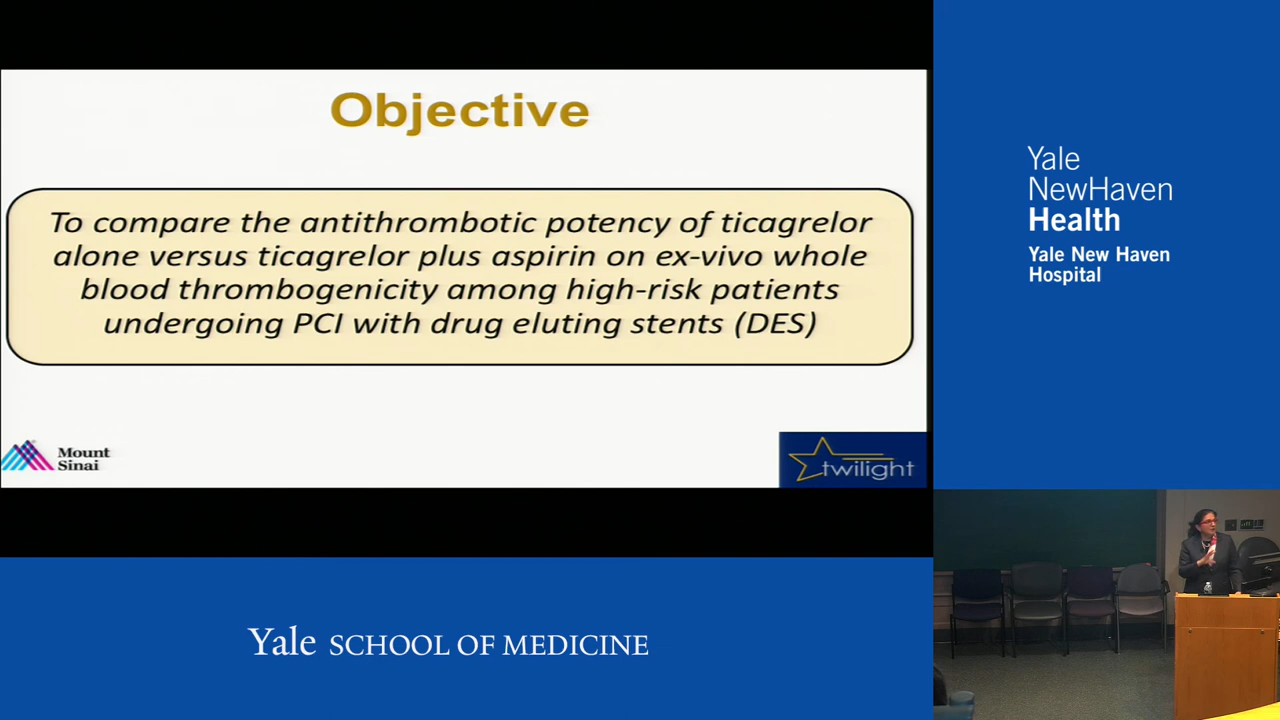 Objective
To compare the antithrombotic potency of ticagrelor
alone versus ticagrelor plus aspirin on ex-vivo whole
blood thrombogenicity among high-risk patients
undergoing PCI with drug eluting stents (DES)
Mount
Sinai
twilight
Yale
NewHaven
Health
Yale New Haven
Hospital
Yale SCHOOL OF MEDICINE